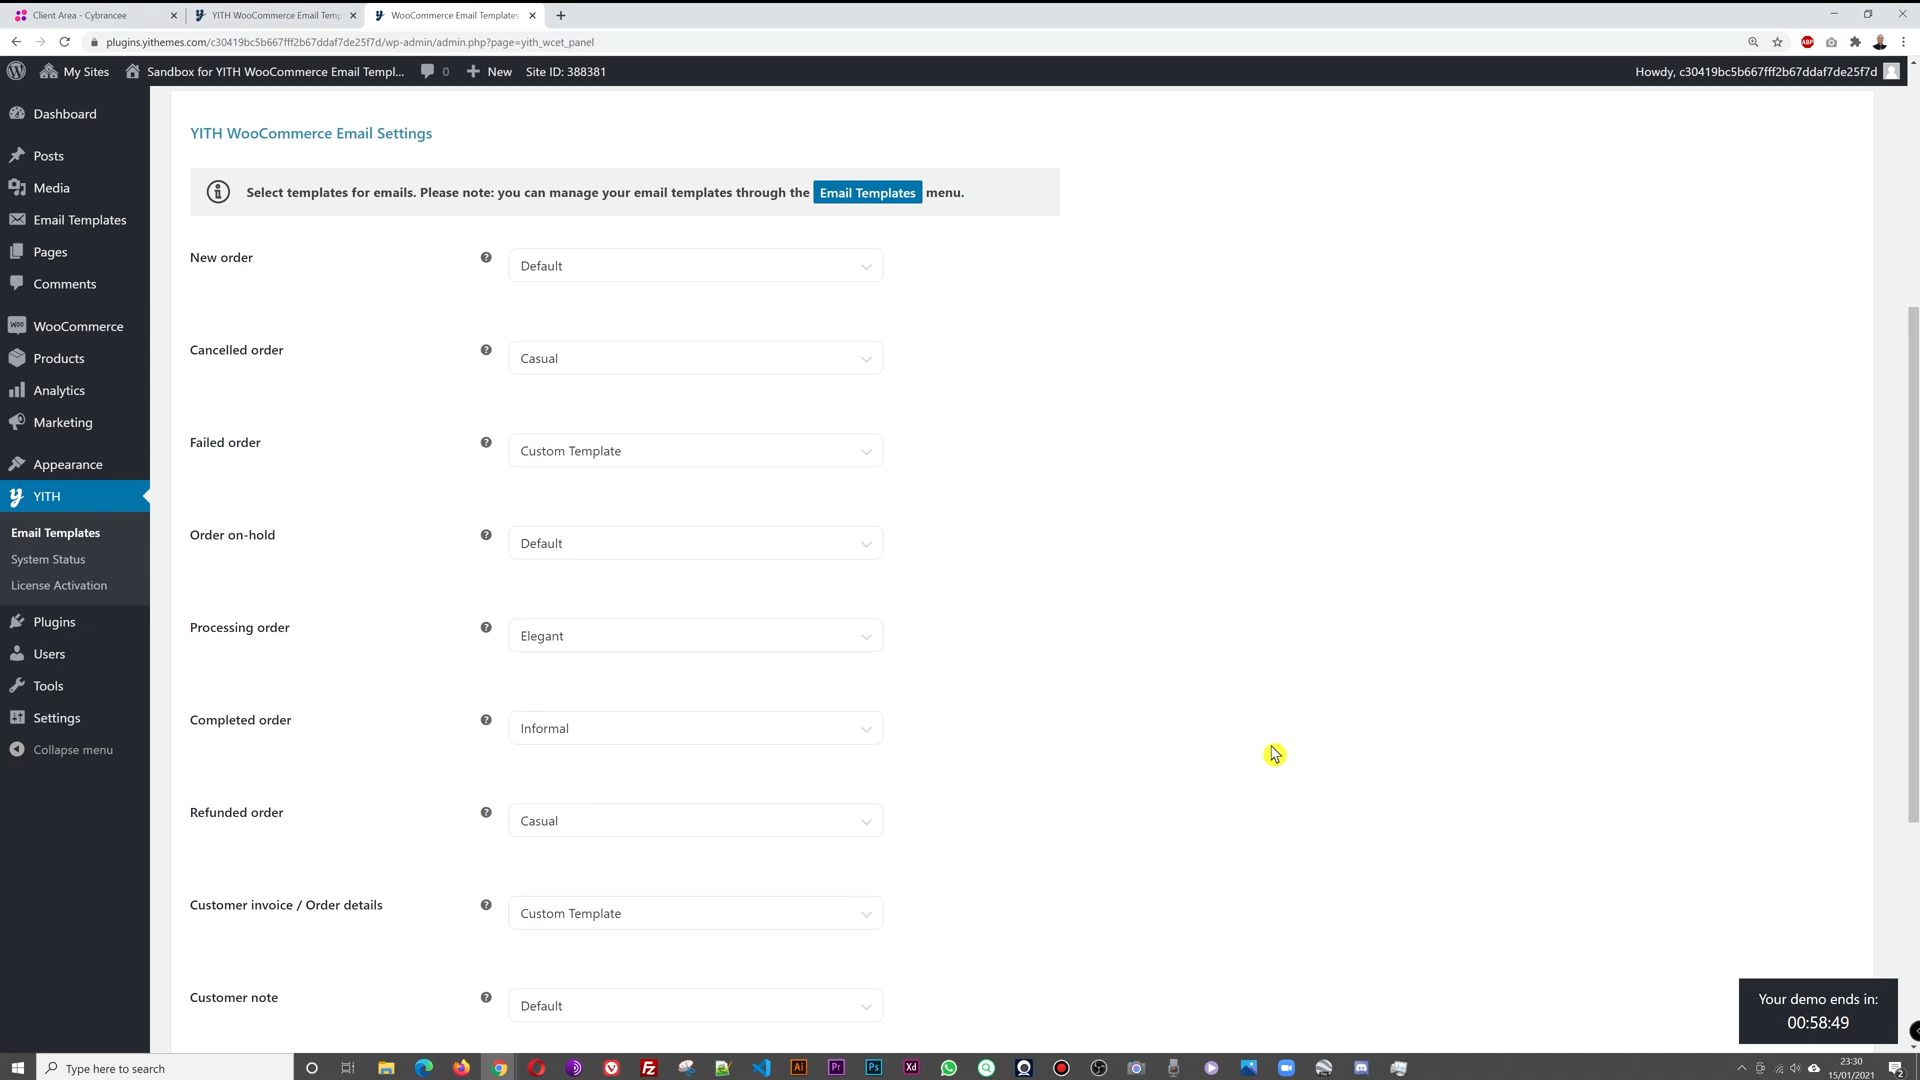 Client Area - Cybrancee
YITH WooCommerce Email Temp
WooCommerce Email Templates
plugins.yithemes.com/c30419bc5b667fff2b67ddaf7de25f7d/wp-admin/admin.php?page=yith_wcet_panel
ABP
My Sites
Sandbox for YITH WooCommerce Email Templ...
0
New
Site ID: 388381
Howdy, c30419bc5b667fff2b67ddaf7de25f7d
Dashboard
Posts
Media
Email Templates
Pages
Comments
WooCommerce
Products
Analytics
Marketing
Appearance
YITH
Email Templates
System Status
License Activation
Plugins
Users
Tools
Settings
Collapse menu
YITH WooCommerce Email Settings
Select templates for emails. Please note: you can manage your email templates through the Email Templates menu.
New order
Default
Cancelled order
Casual
Failed order
Custom Template
Order on-hold
Default
Processing order
Elegant
Completed order
Informal
Refunded order
Casual
Customer invoice / Order details
Custom Template
Customer note
Default
Your demo ends in:
00:58:49
Type here to search
Ai
Pr
Ps
Xd
23:30
15/01/2021
2